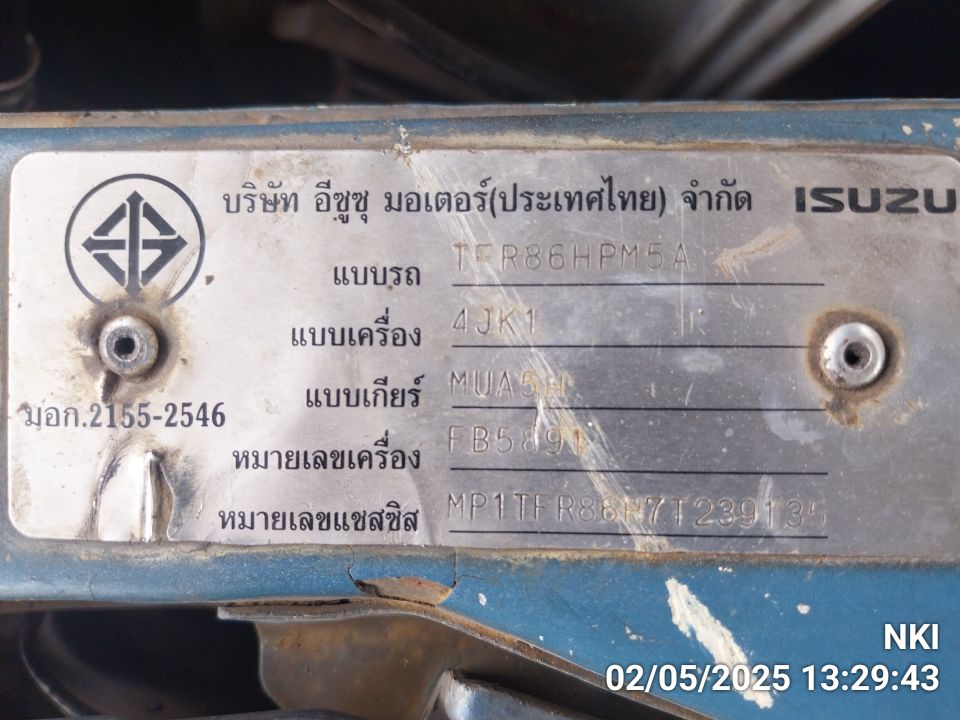 บริษัท อีซูซุ มอเตอร์(ประเทศไทย) จำกัด ISUZU
แบบรถ TFR86HPM5A
แบบเครื่อง 4JK1
แบบเกียร์ MUA5H
มอก.2155-2546
หมายเลขเครื่อง FB5891
หมายเลขแชสซิส MP1TFR86H7T239135
NKI
02/05/2025 13:29:43